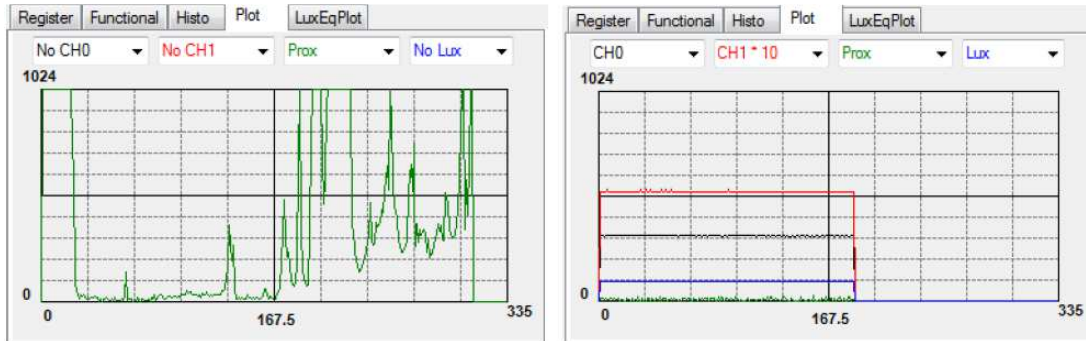 Register Functional Histo Plot LuxEqPlot
No CH0 No CH1 Prox No Lux
1024
0
0 167.5 335
Register Functional Histo Plot LuxEqPlot
CH0 CH1 * 10 Prox Lux
1024
0
0 167.5 335